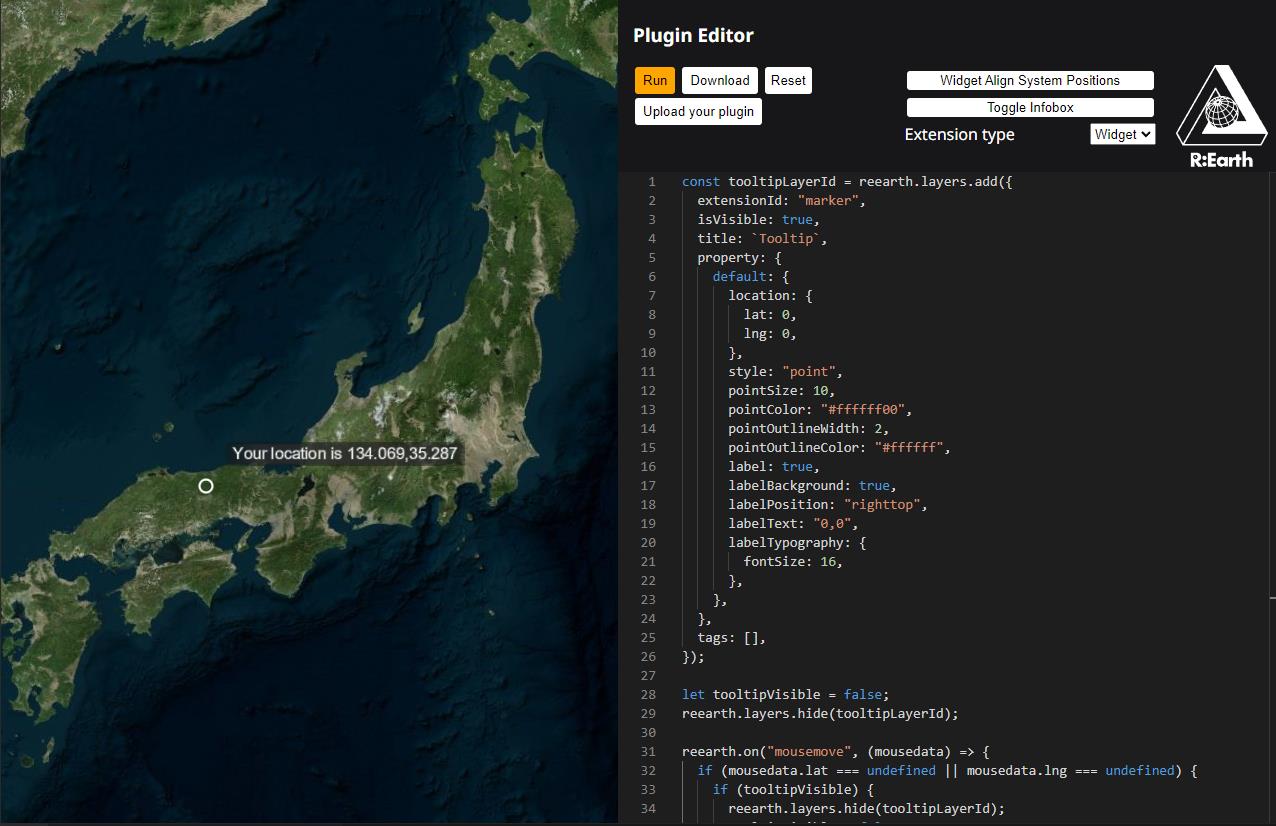 Your location is 134.069,35.287
Plugin Editor
Run Download Reset
Upload your plugin
Widget Align System Positions
Toggle Infobox
Extension type Widget
R:Earth
1 const tooltipLayerId = reearth.layers.add({
2 extensionId: "marker",
3 isVisible: true,
4 title: `Tooltip`,
5 property: {
6 default: {
7 location: {
8 lat: 0,
9 lng: 0,
10 },
11 style: "point",
12 pointSize: 10,
13 pointColor: "#ffffff00",
14 pointOutlineWidth: 2,
15 pointOutlineColor: "#ffffff",
16 label: true,
17 labelBackground: true,
18 labelPosition: "righttop",
19 labelText: "0,0",
20 labelTypography: {
21 fontSize: 16,
22 },
23 },
24 },
25 tags: [],
26 });
27
28 let tooltipVisible = false;
29 reearth.layers.hide(tooltipLayerId);
30
31 reearth.on("mousemove", (mousedata) => {
32 if (mousedata.lat === undefined || mousedata.lng === undefined) {
33 if (tooltipVisible) {
34 reearth.layers.hide(tooltipLayerId);